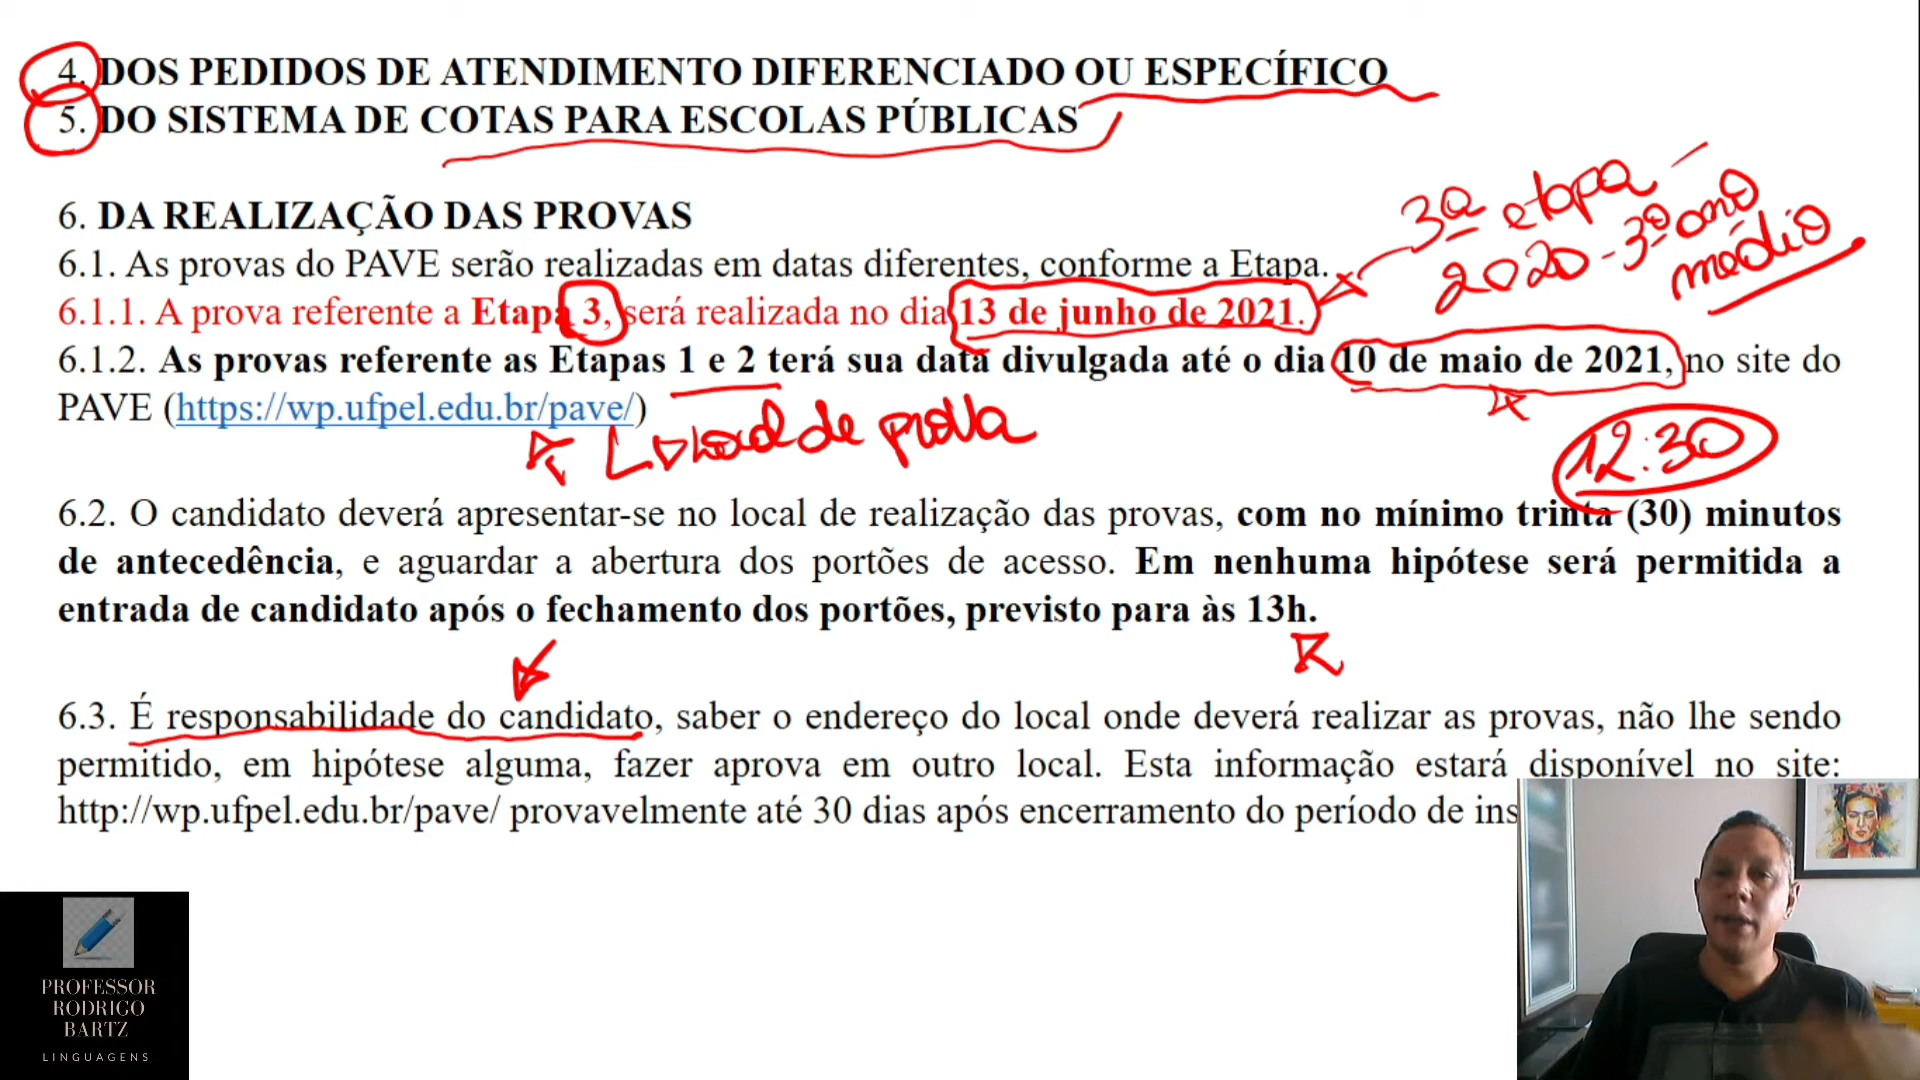 4. DOS PEDIDOS DE ATENDIMENTO DIFERENCIADO OU ESPECÍFICO
5. DO SISTEMA DE COTAS PARA ESCOLAS PÚBLICAS
6. DA REALIZAÇÃO DAS PROVAS
3ª etapa -
2020 - 3º ano
médio
6.1. As provas do PAVE serão realizadas em datas diferentes, conforme a Etapa.
6.1.1. A prova referente a Etapa 3, será realizada no dia 13 de junho de 2021.
6.1.2. As provas referente as Etapas 1 e 2 terá sua data divulgada até o dia 10 de maio de 2021, no site do
PAVE (https://wp.ufpel.edu.br/pave/)
local de prova
12:30
6.2. O candidato deverá apresentar-se no local de realização das provas, com no mínimo trinta (30) minutos
de antecedência, e aguardar a abertura dos portões de acesso. Em nenhuma hipótese será permitida a
entrada de candidato após o fechamento dos portões, previsto para às 13h.
6.3. É responsabilidade do candidato, saber o endereço do local onde deverá realizar as provas, não lhe sendo
permitido, em hipótese alguma, fazer aprova em outro local. Esta informação estará disponível no site:
http://wp.ufpel.edu.br/pave/ provavelmente até 30 dias após encerramento do período de ins
PROFESSOR
RODRIGO
BARTZ
LINGUAGENS